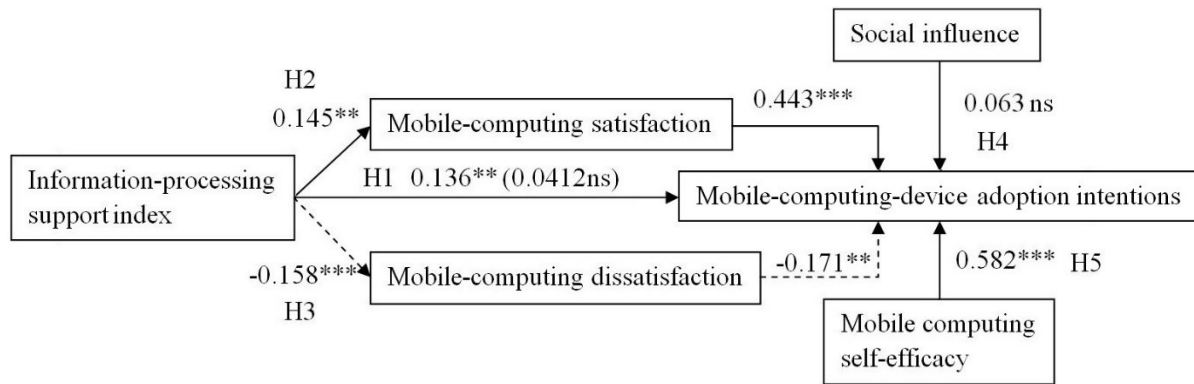 Social influence
H2
0.145**
Mobile-computing satisfaction
0.443***
0.063 ns
H4
Information-processing
support index
H1 0.136** (0.0412ns)
Mobile-computing-device adoption intentions
-0.158***
H3
Mobile-computing dissatisfaction
-0.171**
0.582*** H5
Mobile computing
self-efficacy